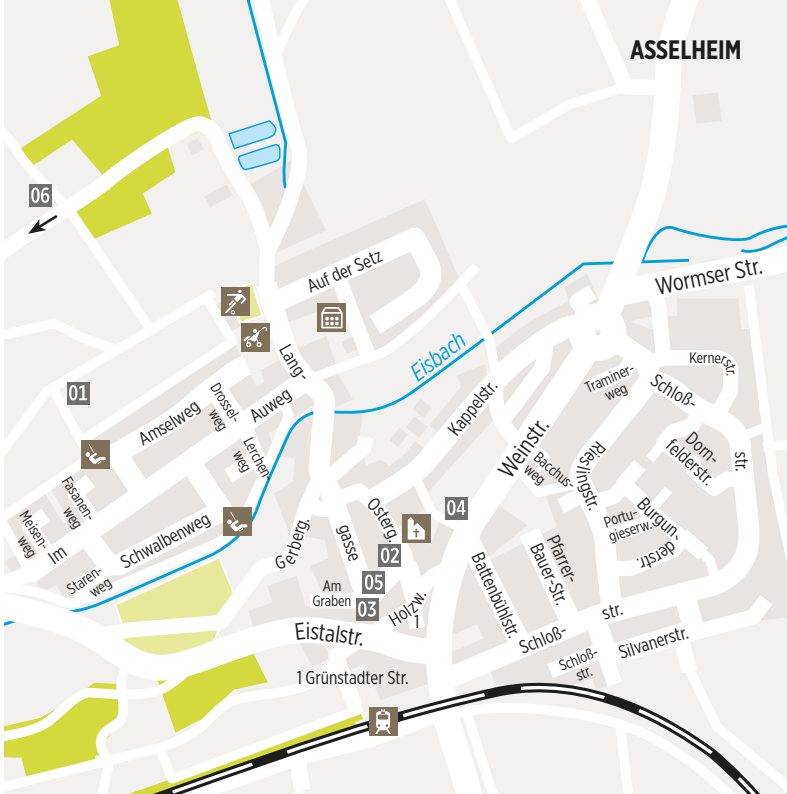 ASSELHEIM
06
Wormser Str.
Auf der Setz
Eisbach
Lang-
gasse
Kernerstr.
Traminer-
weg
Schloß-
str.
01
Drossel-
weg
Auweg
Amselweg
Kappelstr.
Weinstr.
Lerchen-
weg
Dorn-
felderstr.
Rieslingstr.
Bacchus-
weg
Fasanen-
weg
Meisen-
weg
Im
Schwalbenweg
Staren-
weg
Gerberg.
Osterg.
04
02
05
03
Am
Graben
Holzw.
1
Eistalstr.
Portu-
gieserw.
Burgun-
derstr.
Pfarrer-
Bauer-Str.
Battenbühlstr.
Schloß-
str.
Schloß-
str.
Silvanerstr.
1 Grünstadter Str.